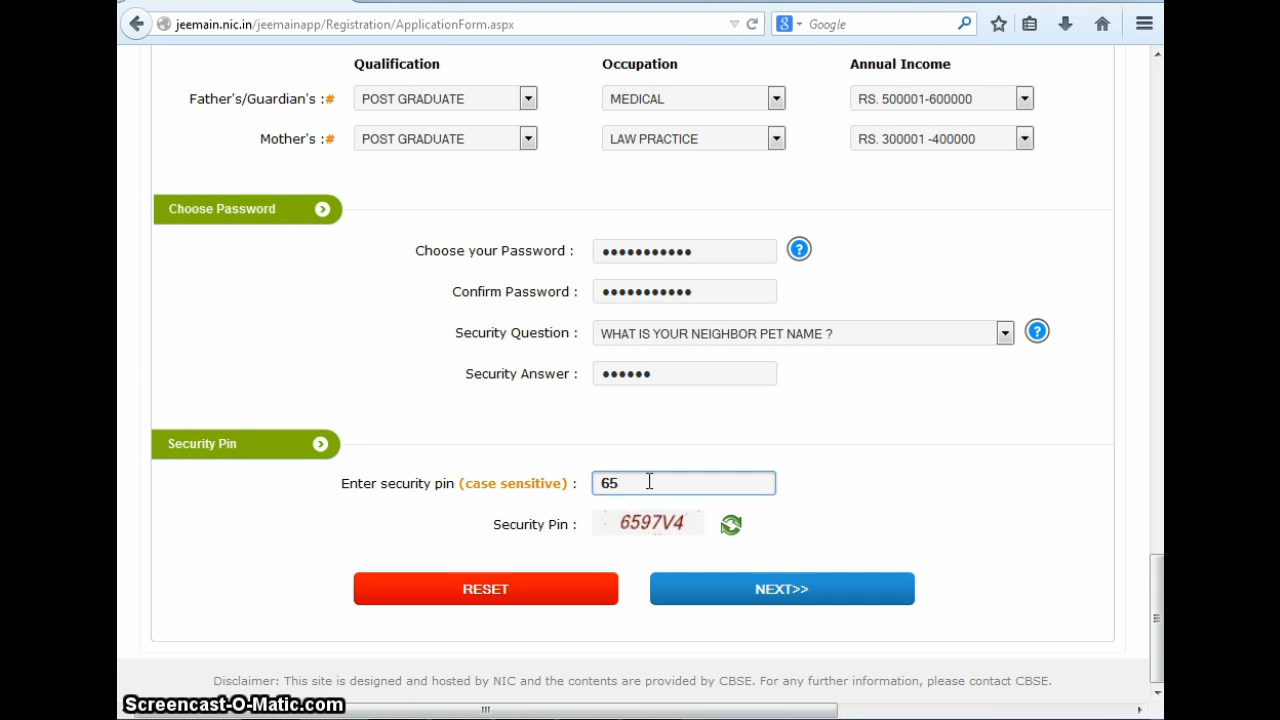 jeemain.nic.in/jeemainapp/Registration/ApplicationForm.aspx
8 Google
Qualification Occupation Annual Income
Father's/Guardian's :# POST GRADUATE MEDICAL RS. 500001-600000
Mother's :# POST GRADUATE LAW PRACTICE RS. 300001 -400000
Choose Password
Choose your Password : ●●●●●●●●●●● ?
Confirm Password : ●●●●●●●●●●●
Security Question : WHAT IS YOUR NEIGHBOR PET NAME ? ?
Security Answer : ●●●●●●
Security Pin
Enter security pin (case sensitive) : 65
Security Pin : 6597V4
RESET NEXT>>
Disclaimer: This site is designed and hosted by NIC and the contents are provided by CBSE. For any further information, please contact CBSE.
Screencast-O-Matic.com